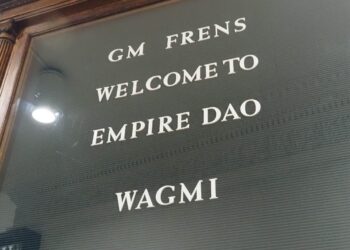 GM FRENS
WELCOME TO
EMPIRE DAO
WAGMI